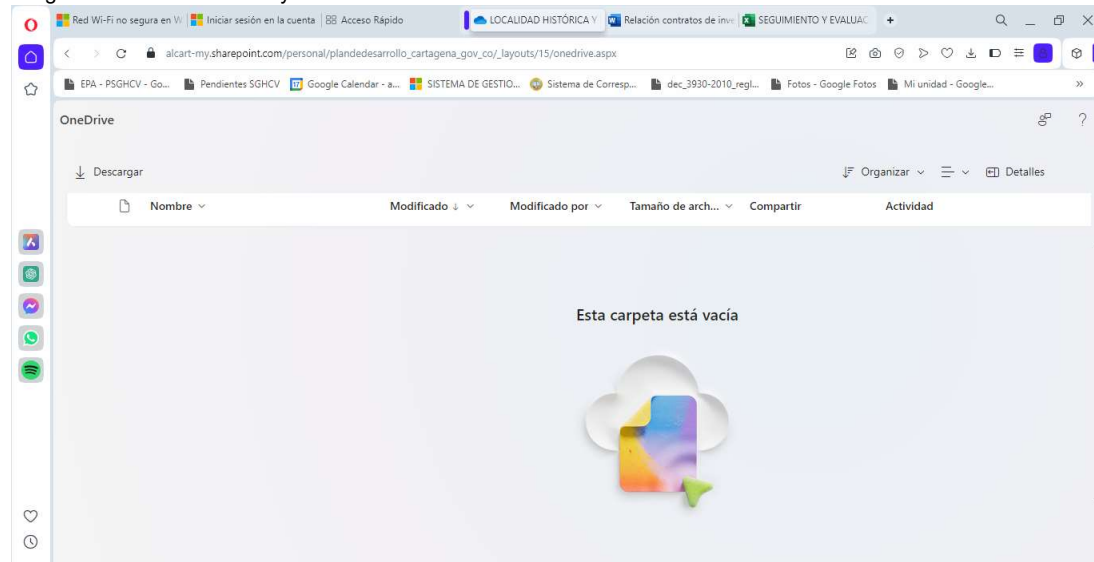 Red Wi-Fi no segura en W
Iniciar sesión en la cuenta
Acceso Rápido
LOCALIDAD HISTÓRICA Y
Relación contratos de inve
SEGUIMIENTO Y EVALUAC
alcart-my.sharepoint.com/personal/plandedesarrollo_cartagena_gov_co/_layouts/15/onedrive.aspx
EPA - PSGHCV - Go...
Pendientes SGHCV
17
Google Calendar - a...
SISTEMA DE GESTIO...
Sistema de Corresp...
dec_3930-2010_regl...
Fotos - Google Fotos
Mi unidad - Google...
OneDrive
Descargar
Organizar
Detalles
Nombre
Modificado
Modificado por
Tamaño de arch...
Compartir
Actividad
Esta carpeta está vacía